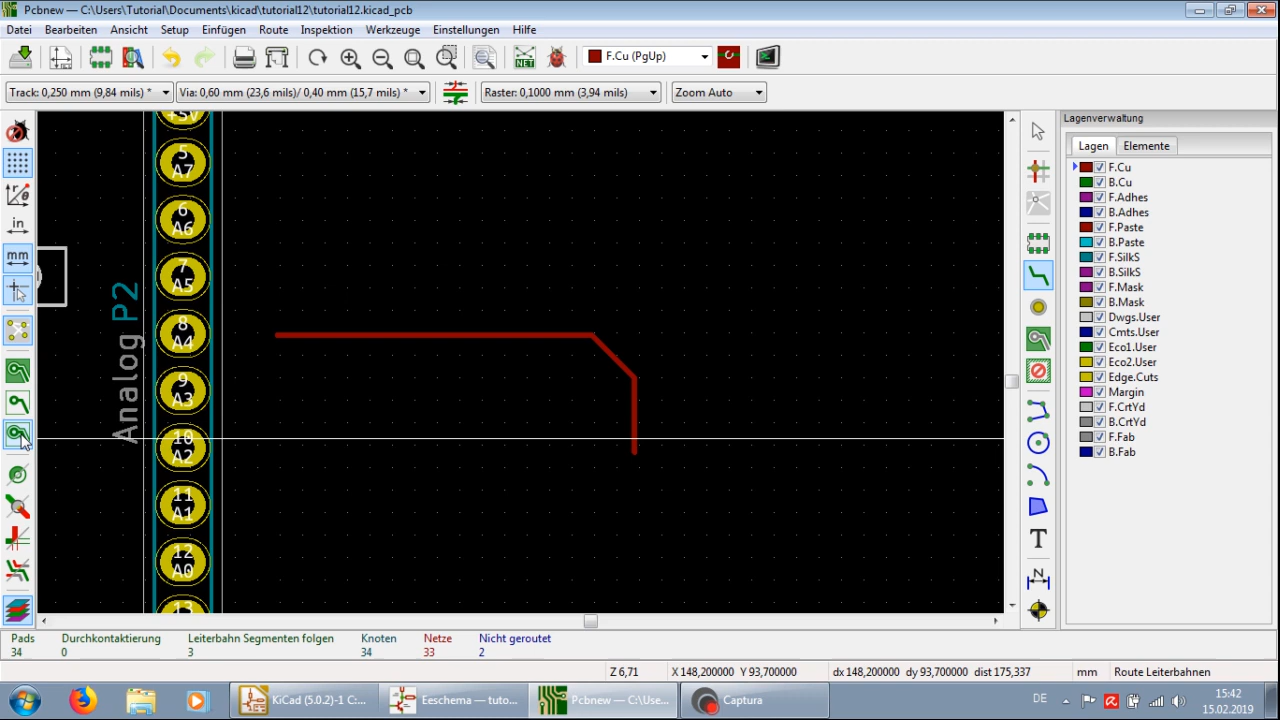 Pcbnew — C:\Users\Tutorial\Documents\kicad\tutorial12\tutorial12.kicad_pcb
Datei Bearbeiten Ansicht Setup Einfügen Route Inspektion Werkzeuge Einstellungen Hilfe
NET
F.Cu (PgUp)
Track: 0,250 mm (9,84 mils) *
Via: 0,60 mm (23,6 mils)/ 0,40 mm (15,7 mils) *
Raster: 0,1000 mm (3,94 mils)
Zoom Auto
in
mm
+5V
5
A7
6
A6
7
A5
8
A4
9
A3
10
A2
11
A1
12
A0
13
Analog P2
T
N
Lagenverwaltung
Lagen Elemente
F.Cu
B.Cu
F.Adhes
B.Adhes
F.Paste
B.Paste
F.SilkS
B.SilkS
F.Mask
B.Mask
Dwgs.User
Cmts.User
Eco1.User
Eco2.User
Edge.Cuts
Margin
F.CrtYd
B.CrtYd
F.Fab
B.Fab
Pads Durchkontaktierung Leiterbahn Segmenten folgen Knoten Netze Nicht geroutet
34 0 3 34 33 2
Z 6,71 X 148,200000 Y 93,700000 dx 148,200000 dy 93,700000 dist 175,337 mm Route Leiterbahnen
KiCad (5.0.2)-1 C:... Eeschema — tuto... Pcbnew — C:\Use... Captura
DE
15:42
15.02.2019